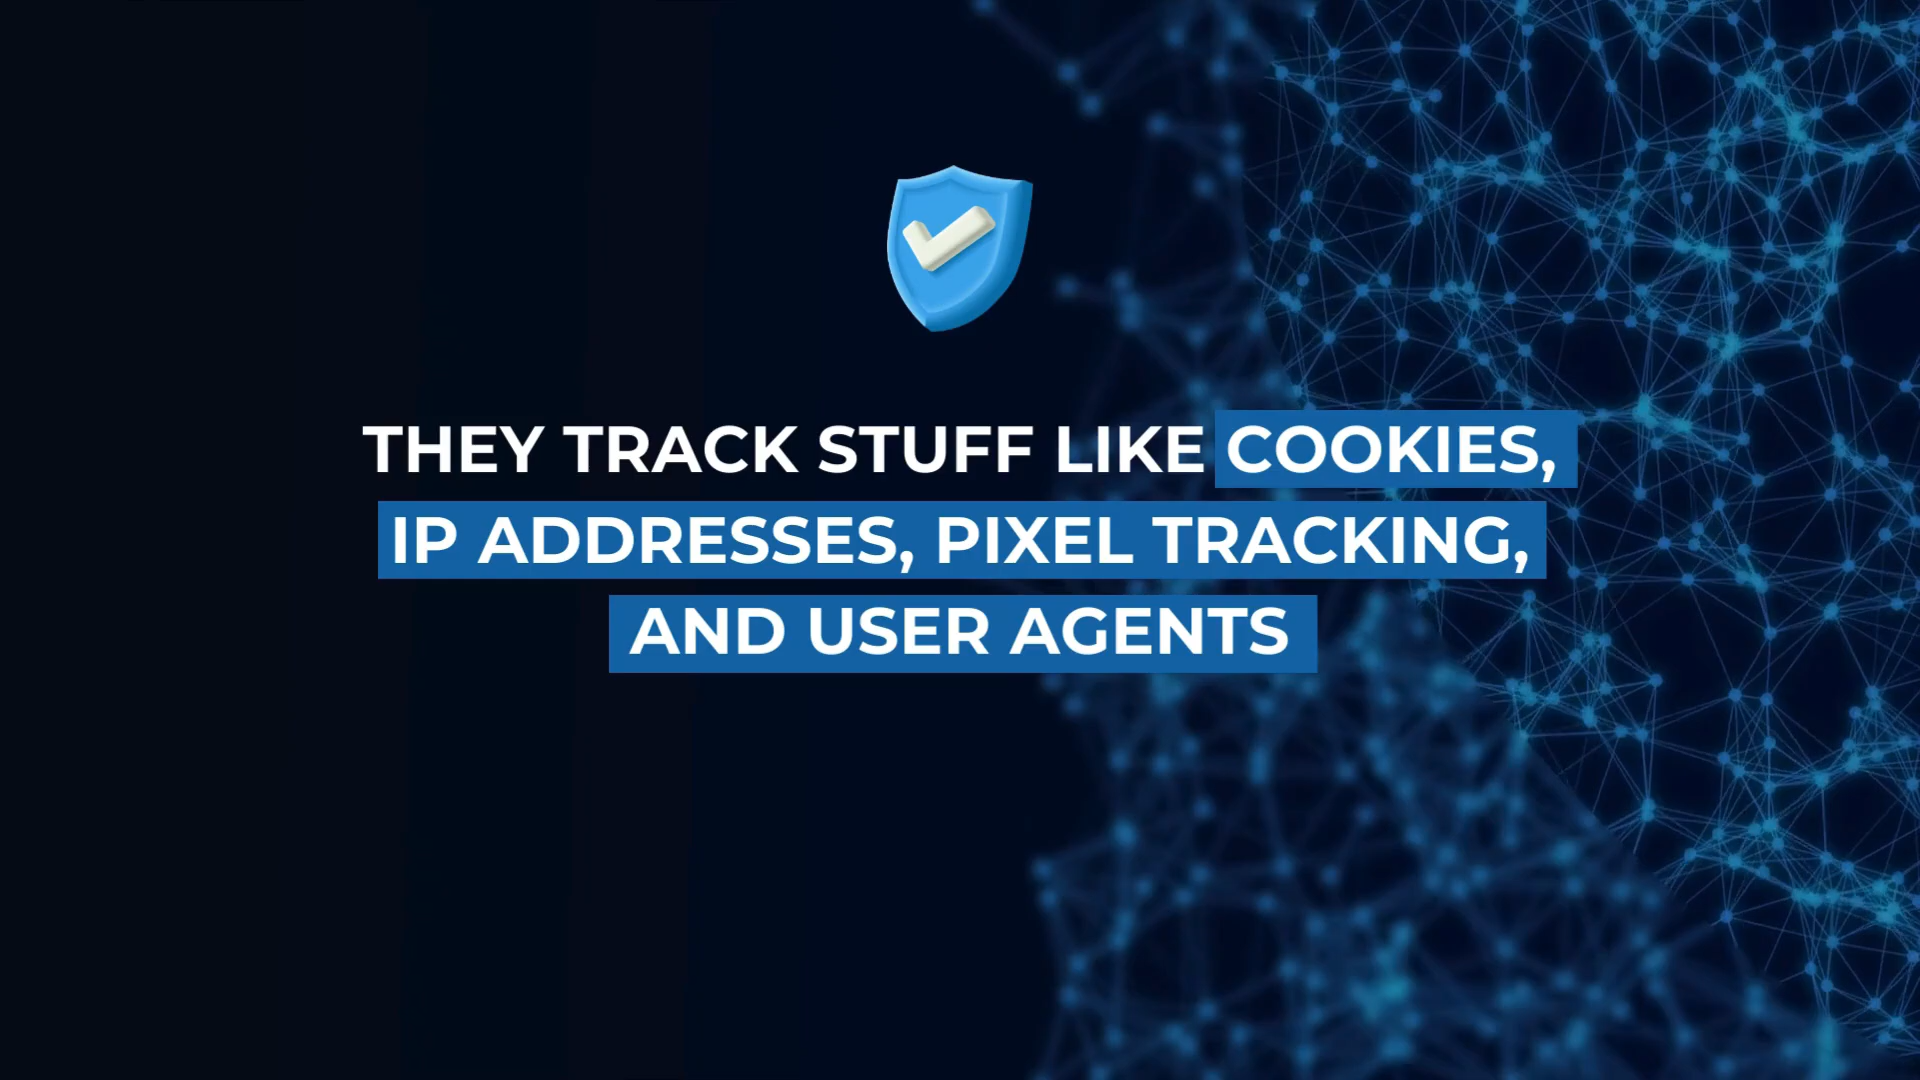 THEY TRACK STUFF LIKE COOKIES,
IP ADDRESSES, PIXEL TRACKING,
AND USER AGENTS